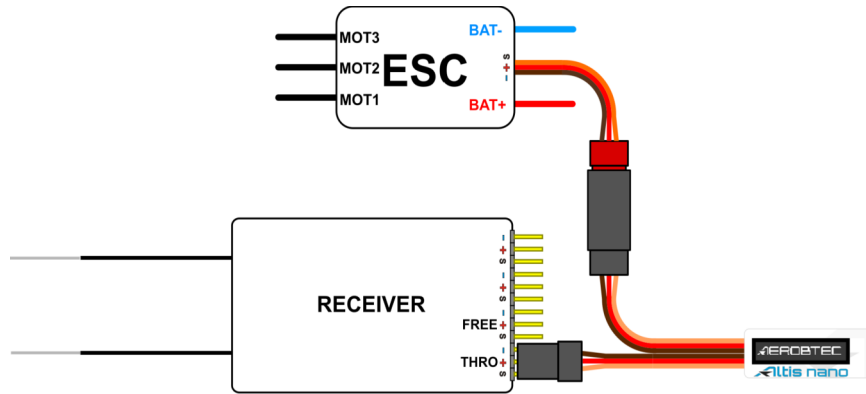 MOT3
MOT2
MOT1
ESC
BAT-
s
+
-
BAT+
RECEIVER
-
+
s
-
+
s
-
FREE +
s
-
THRO +
s
AEROBTEC
Altis nano